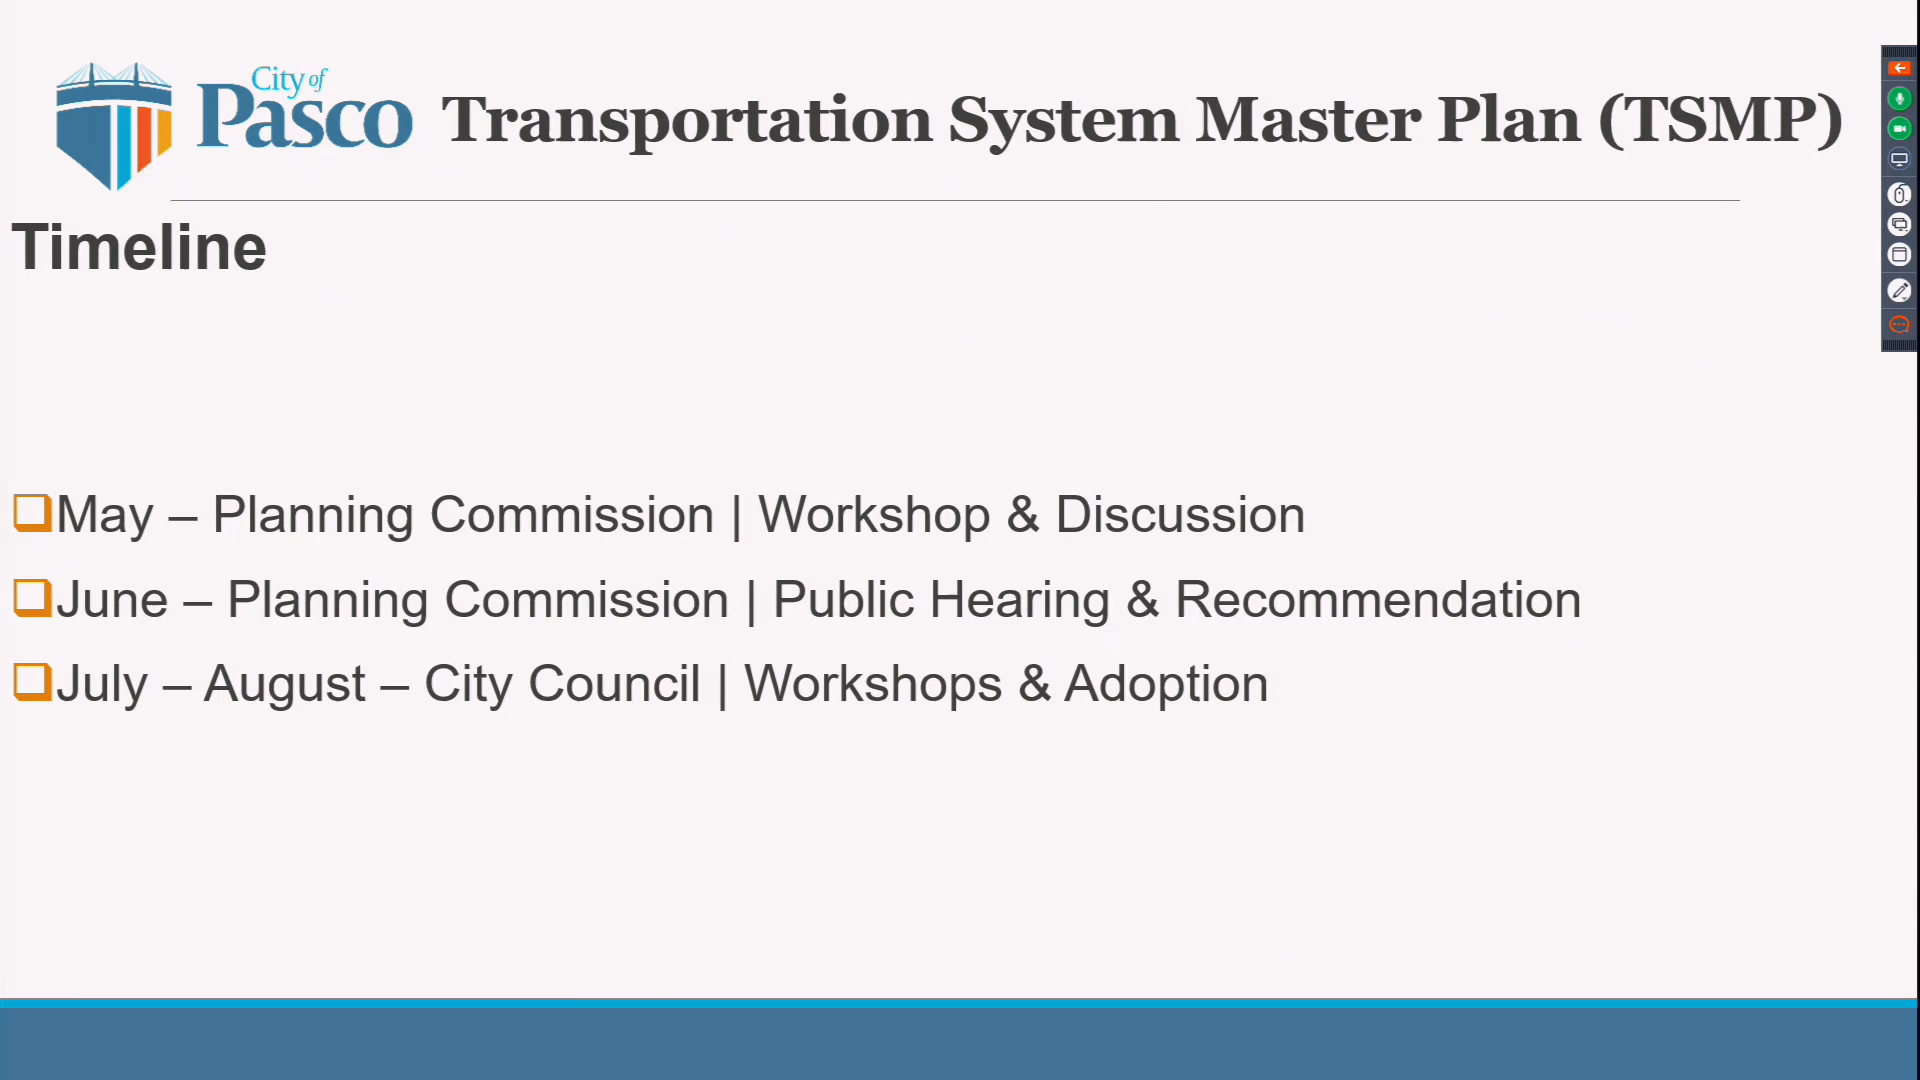 City of
Pasco
Transportation System Master Plan (TSMP)
Timeline
May – Planning Commission | Workshop & Discussion
June – Planning Commission | Public Hearing & Recommendation
July – August – City Council | Workshops & Adoption